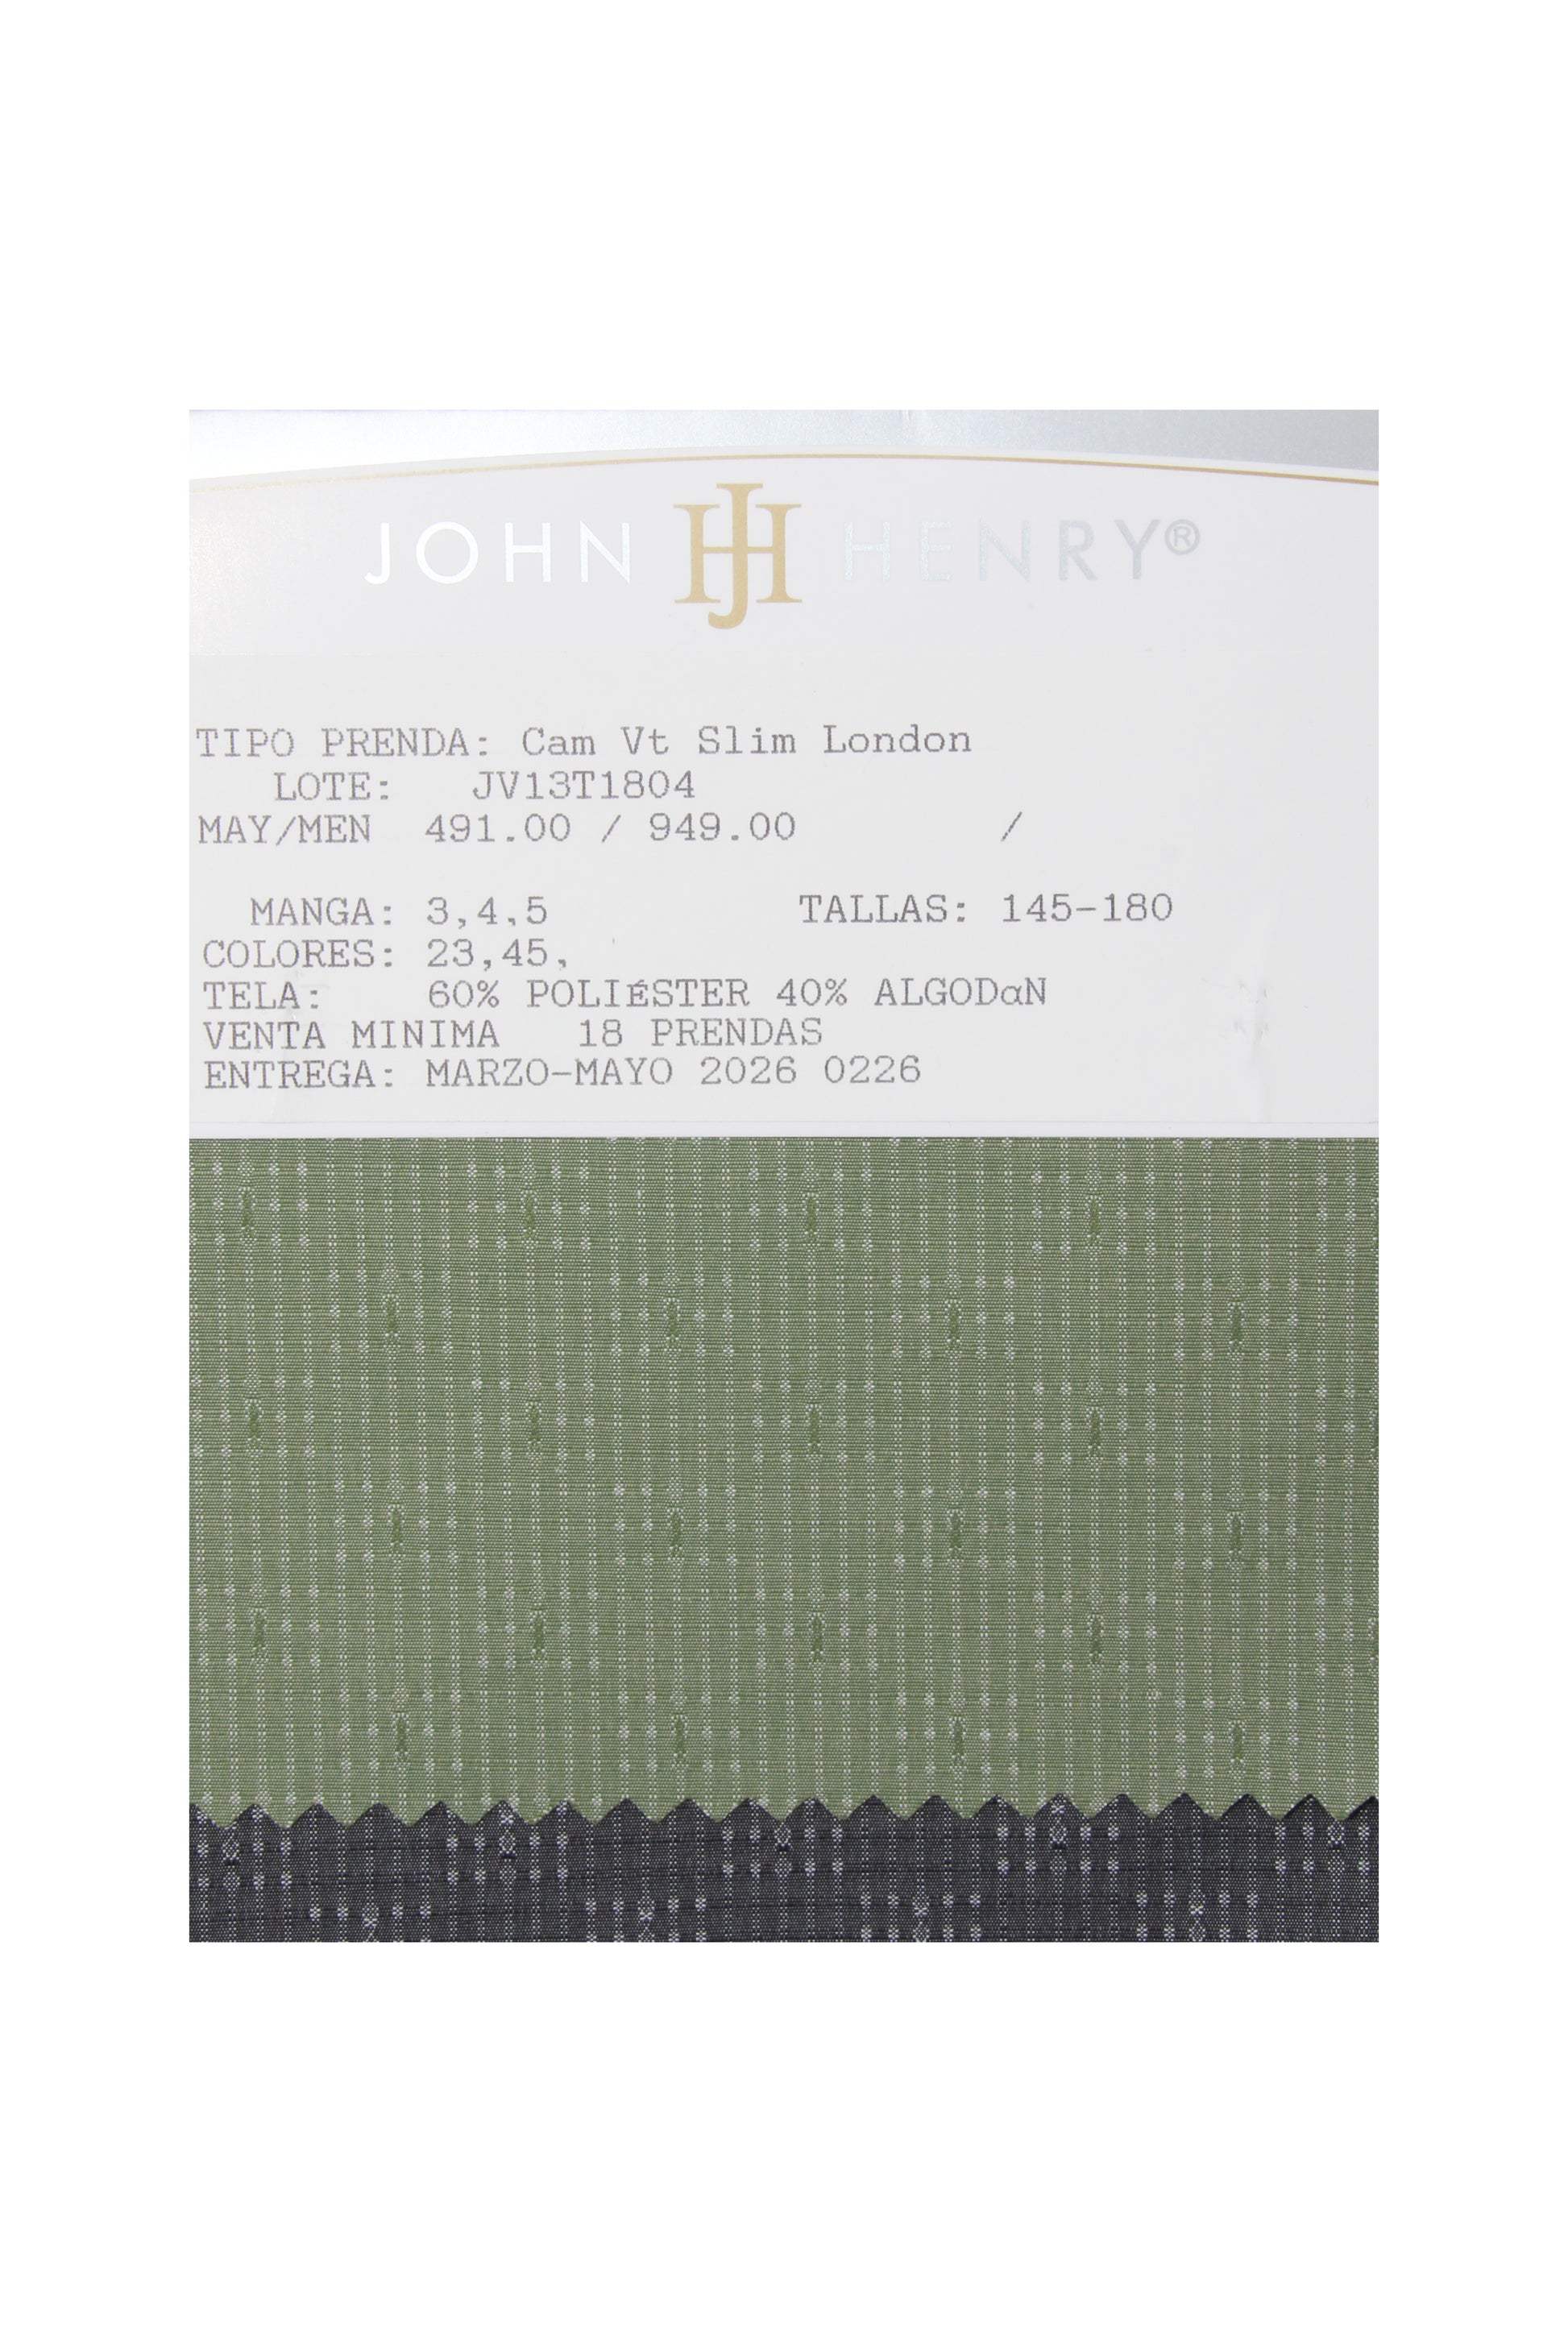 JOHN JH HENRY®
TIPO PRENDA: Cam Vt Slim London
LOTE: JV13T1804
MAY/MEN 491.00 / 949.00 /
MANGA: 3,4,5 TALLAS: 145-180
COLORES: 23,45,
TELA: 60% POLIÉSTER 40% ALGODαN
VENTA MINIMA 18 PRENDAS
ENTREGA: MARZO-MAYO 2026 0226